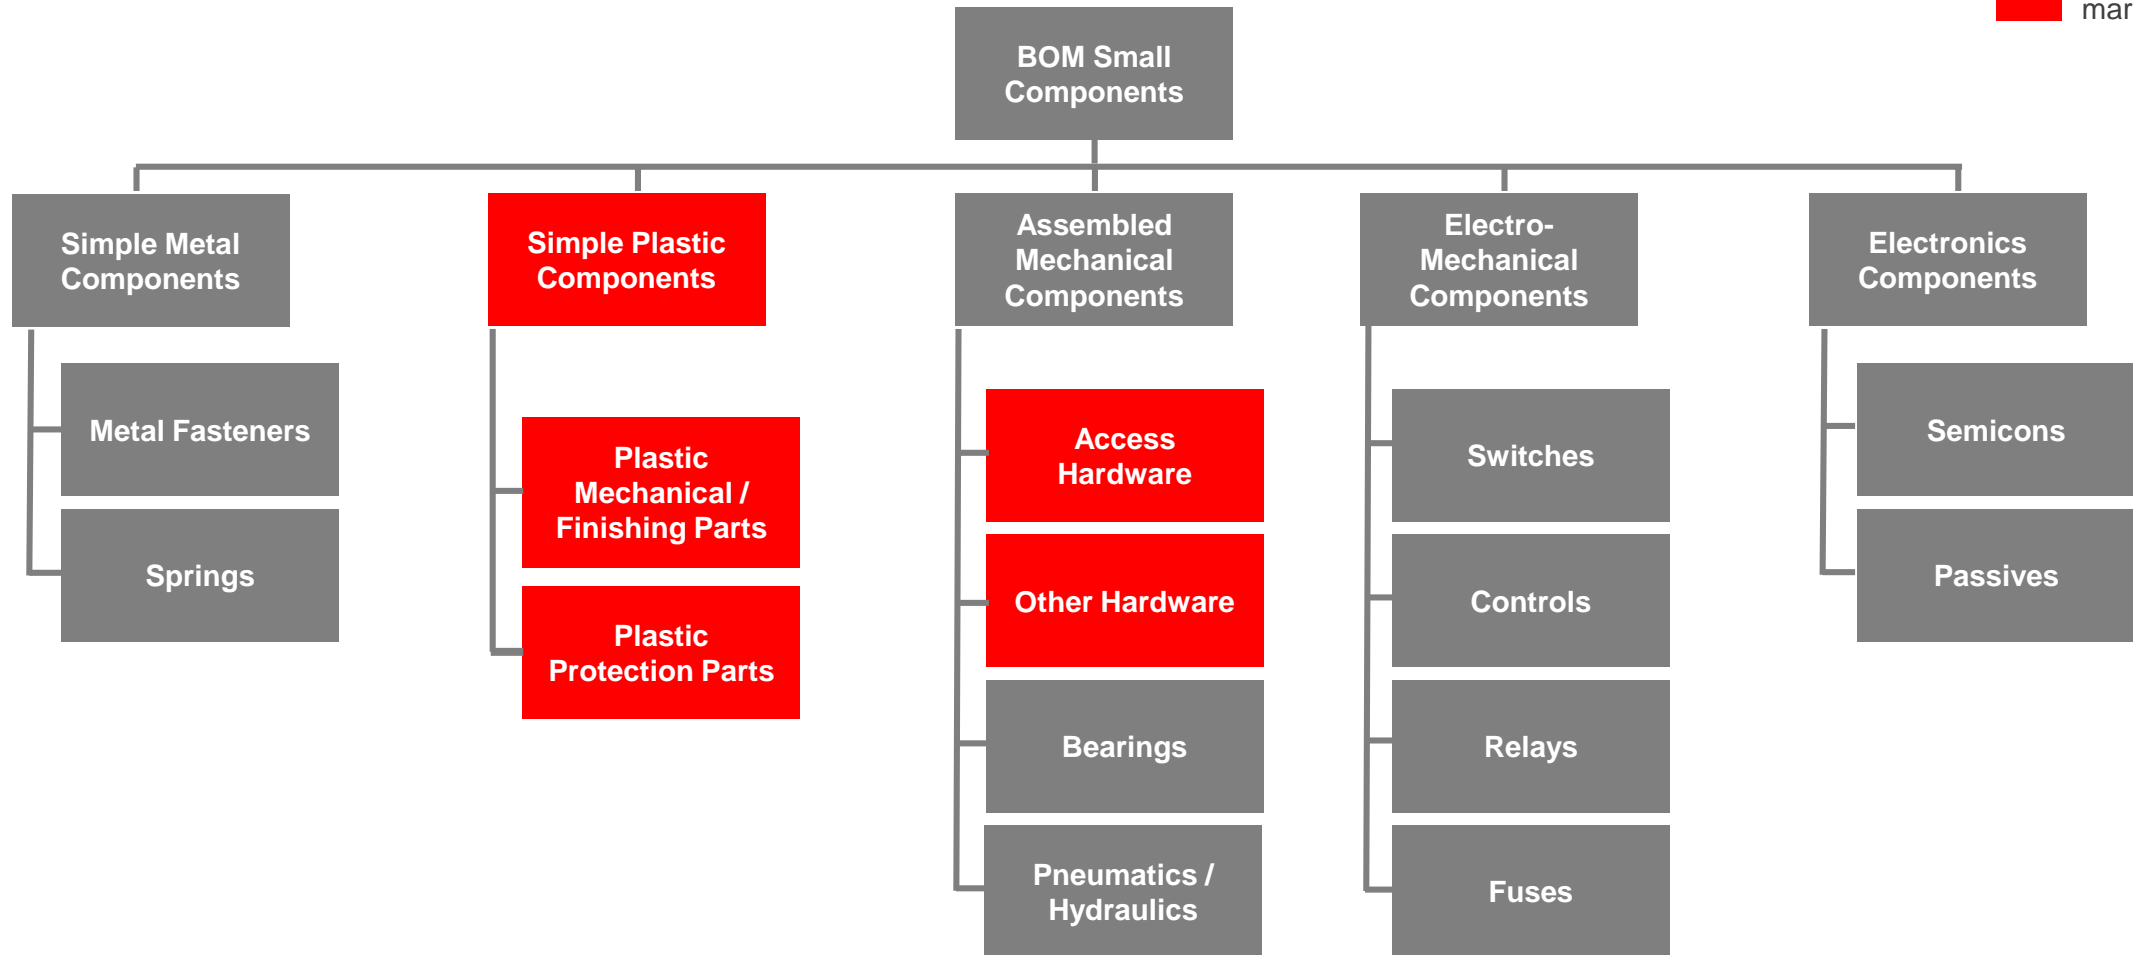 mar
BOM Small
Components
Simple Metal
Components
Metal Fasteners
Springs
Simple Plastic
Components
Plastic
Mechanical /
Finishing Parts
Plastic
Protection Parts
Assembled
Mechanical
Components
Access
Hardware
Other Hardware
Bearings
Pneumatics /
Hydraulics
Electro-
Mechanical
Components
Switches
Controls
Relays
Fuses
Electronics
Components
Semicons
Passives